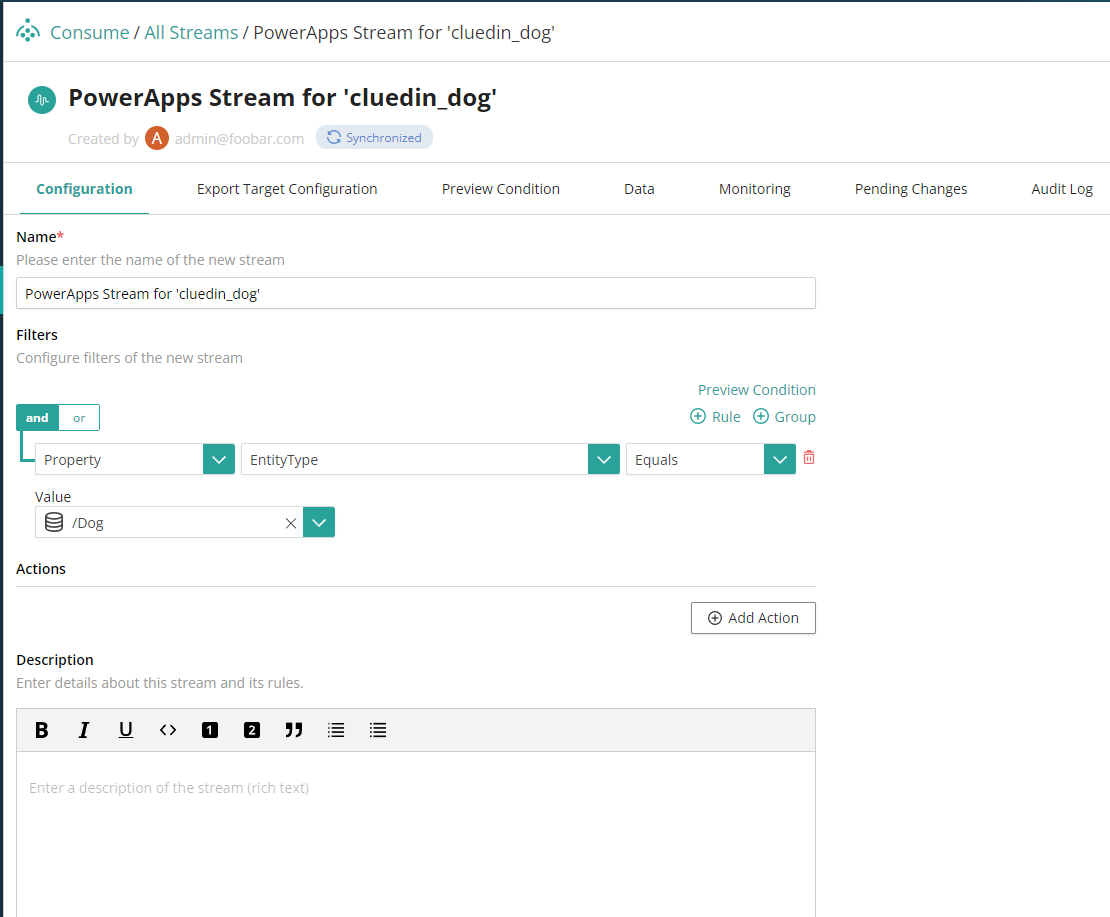 Consume / All Streams / PowerApps Stream for 'cluedin_dog'
PowerApps Stream for 'cluedin_dog'
Created by A admin@foobar.com Synchronized
Configuration Export Target Configuration Preview Condition Data Monitoring Pending Changes Audit Log
Name*
Please enter the name of the new stream
PowerApps Stream for 'cluedin_dog'
Filters
Configure filters of the new stream
Preview Condition
and or Rule Group
Property EntityType Equals
Value
/Dog
Actions
Add Action
Description
Enter details about this stream and its rules.
B I U <> 1 2
Enter a description of the stream (rich text)